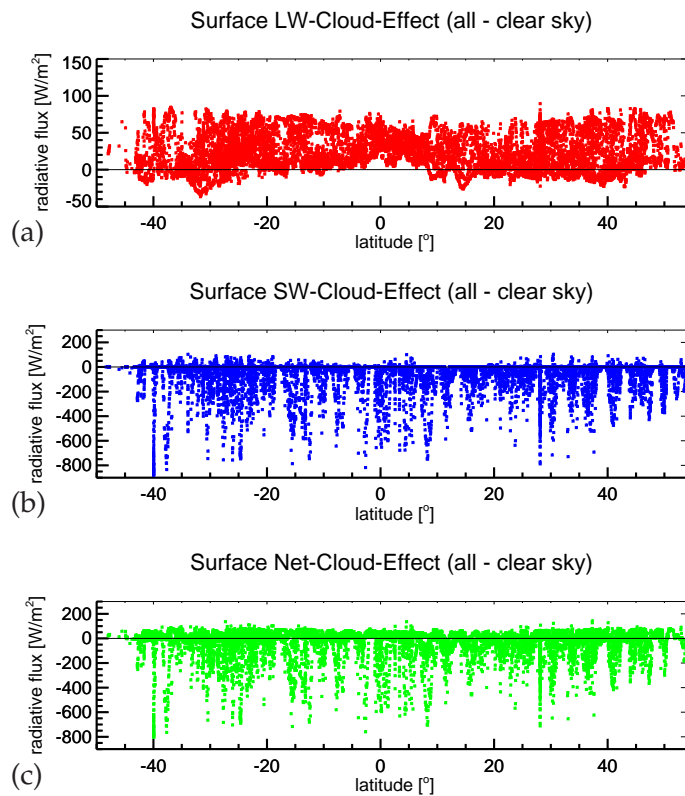 Surface LW-Cloud-Effect (all - clear sky)
150
100
50
0
-50
radiative flux [W/m²]
-40 -20 0 20 40
latitude [°]
(a)
Surface SW-Cloud-Effect (all - clear sky)
200
0
-200
-400
-600
-800
radiative flux [W/m²]
-40 -20 0 20 40
latitude [°]
(b)
Surface Net-Cloud-Effect (all - clear sky)
200
0
-200
-400
-600
-800
radiative flux [W/m²]
-40 -20 0 20 40
latitude [°]
(c)